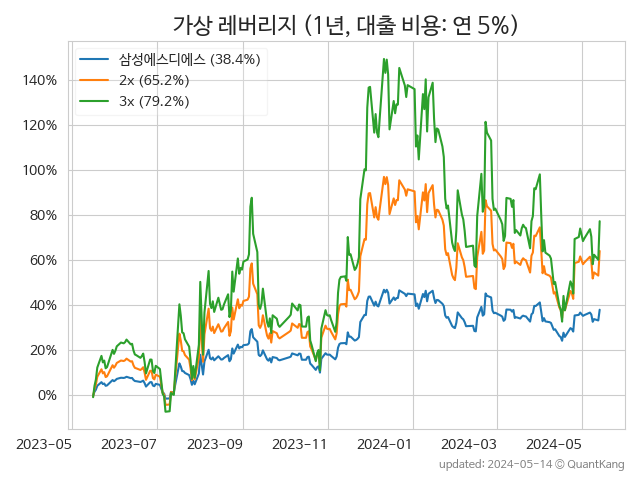 가상 레버리지 (1년, 대출 비용: 연 5%)
삼성에스디에스 (38.4%)
2x (65.2%)
3x (79.2%)
140%
120%
100%
80%
60%
40%
20%
0%
2023-05 2023-07 2023-09 2023-11 2024-01 2024-03 2024-05
updated: 2024-05-14 © QuantKang